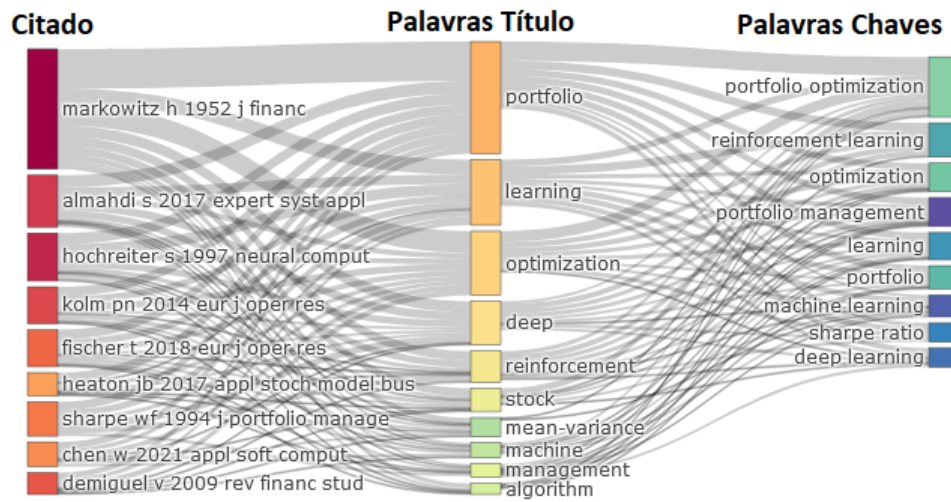 Citado
Palavras Título
Palavras Chaves
markowitz h 1952 j financ
almahdi s 2017 expert syst appl
hochreiter s 1997 neural comput
kolm pn 2014 eur j oper res
fischer t 2018 eur j oper res
heaton jb 2017 appl stoch model bus
sharpe wf 1994 j portfolio manage
chen w 2021 appl soft comput
demiguel v 2009 rev financ stud
portfolio
learning
optimization
deep
reinforcement
stock
mean-variance
machine
management
algorithm
portfolio optimization
reinforcement learning
optimization
portfolio management
learning
portfolio
machine learning
sharpe ratio
deep learning